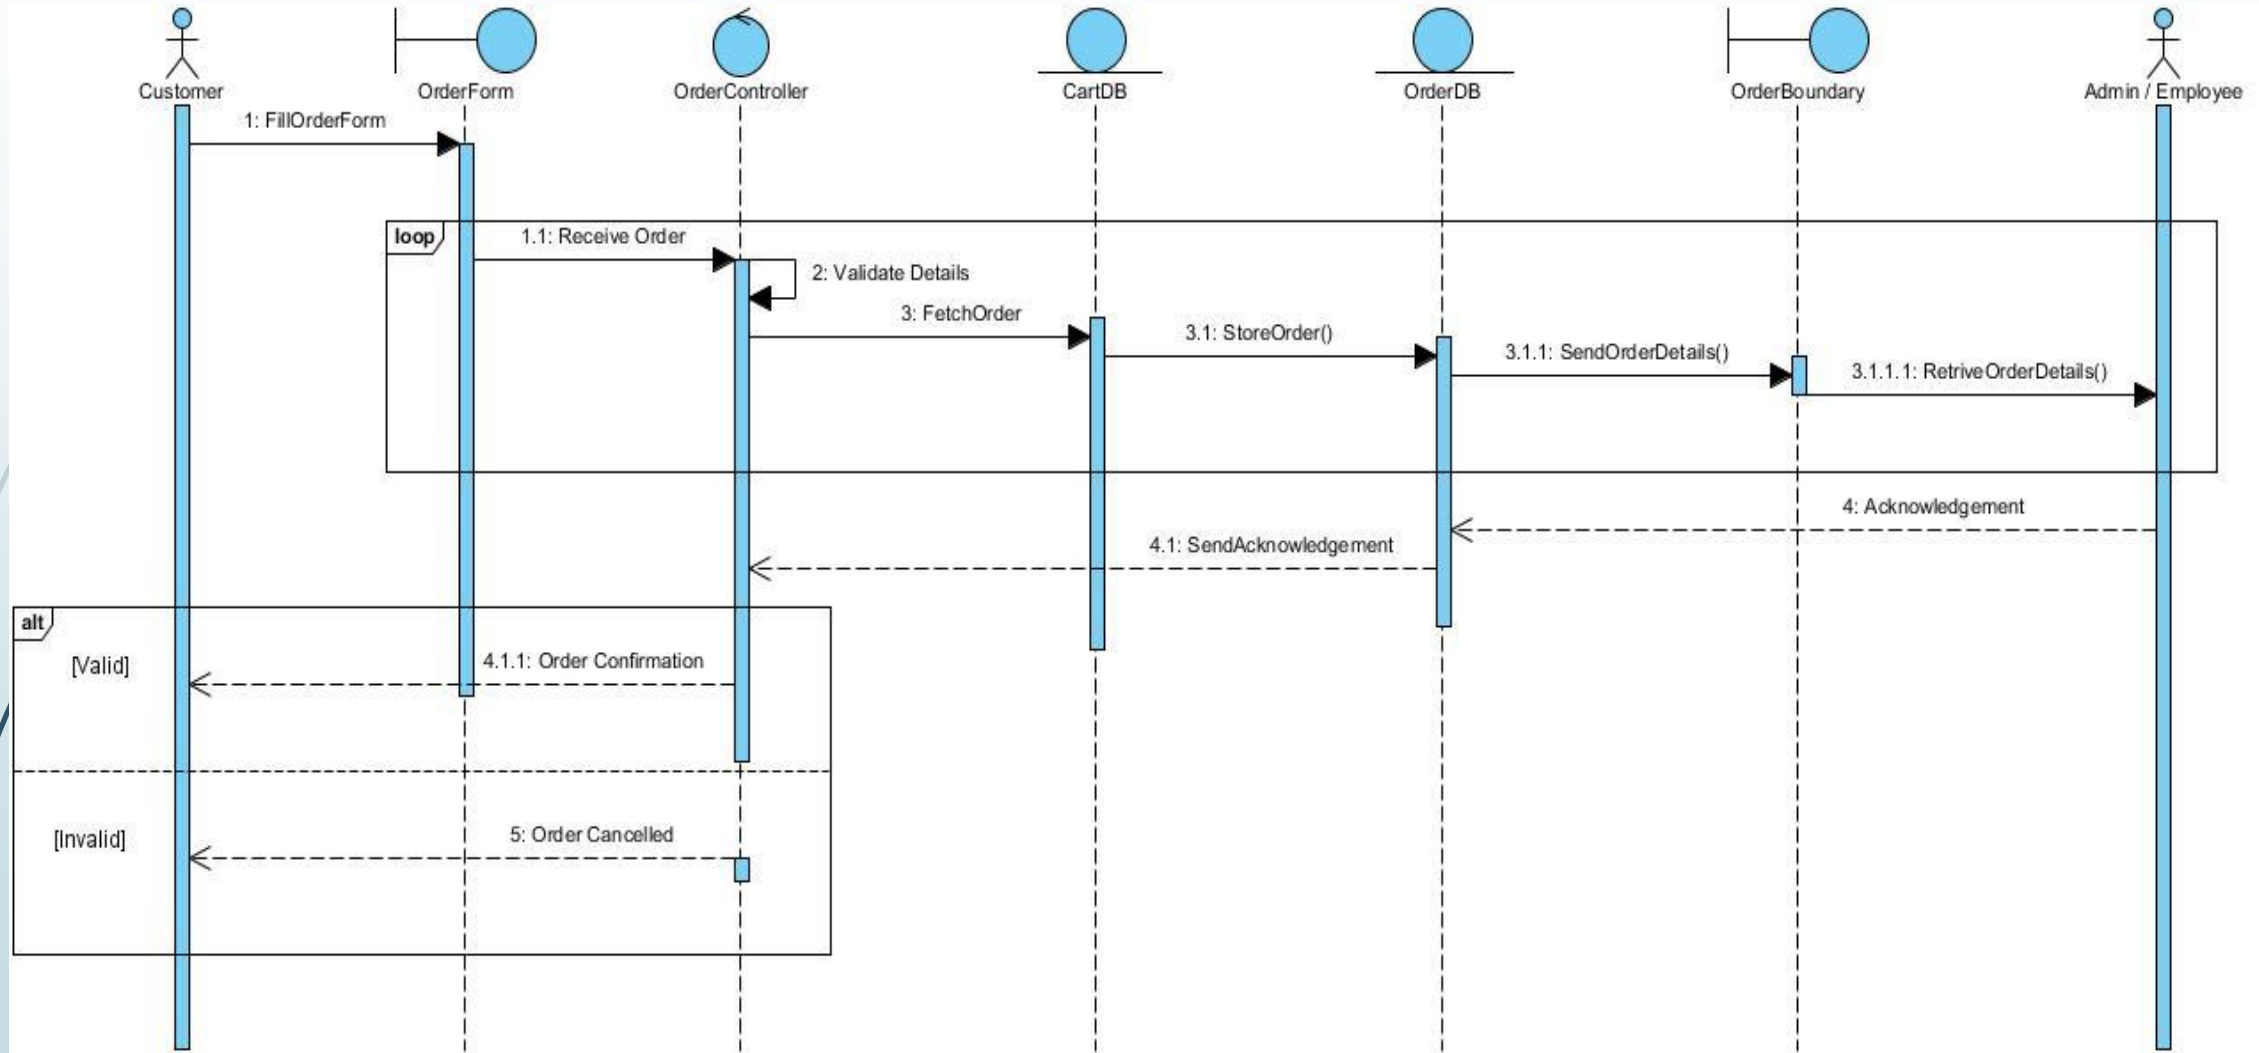 Customer
OrderForm
OrderController
CartDB
OrderDB
OrderBoundary
Admin / Employee
1: FillOrderForm
loop
1.1: Receive Order
2: Validate Details
3: FetchOrder
3.1: StoreOrder()
3.1.1: SendOrderDetails()
3.1.1.1: RetriveOrderDetails()
4: Acknowledgement
4.1: SendAcknowledgement
alt
[Valid]
4.1.1: Order Confirmation
[Invalid]
5: Order Cancelled